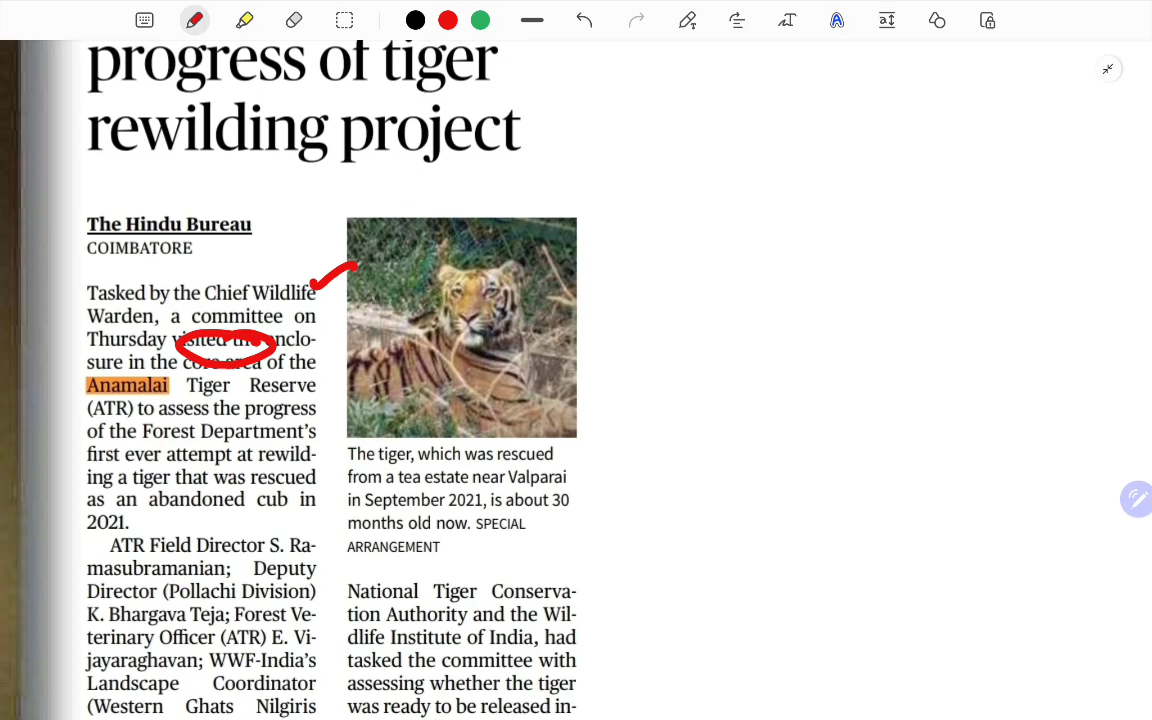 progress of tiger
rewilding project
The Hindu Bureau
COIMBATORE
Tasked by the Chief Wildlife
Warden, a committee on
Thursday visited the enclo-
sure in the core area of the
Anamalai Tiger Reserve
(ATR) to assess the progress
of the Forest Department's
first ever attempt at rewild-
ing a tiger that was rescued
as an abandoned cub in
2021.
ATR Field Director S. Ra-
masubramanian; Deputy
Director (Pollachi Division)
K. Bhargava Teja; Forest Ve-
terinary Officer (ATR) E. Vi-
jayaraghavan; WWF-India's
Landscape Coordinator
(Western Ghats Nilgiris
The tiger, which was rescued
from a tea estate near Valparai
in September 2021, is about 30
months old now. SPECIAL
ARRANGEMENT
National Tiger Conserva-
tion Authority and the Wil-
dlife Institute of India, had
tasked the committee with
assessing whether the tiger
was ready to be released in-